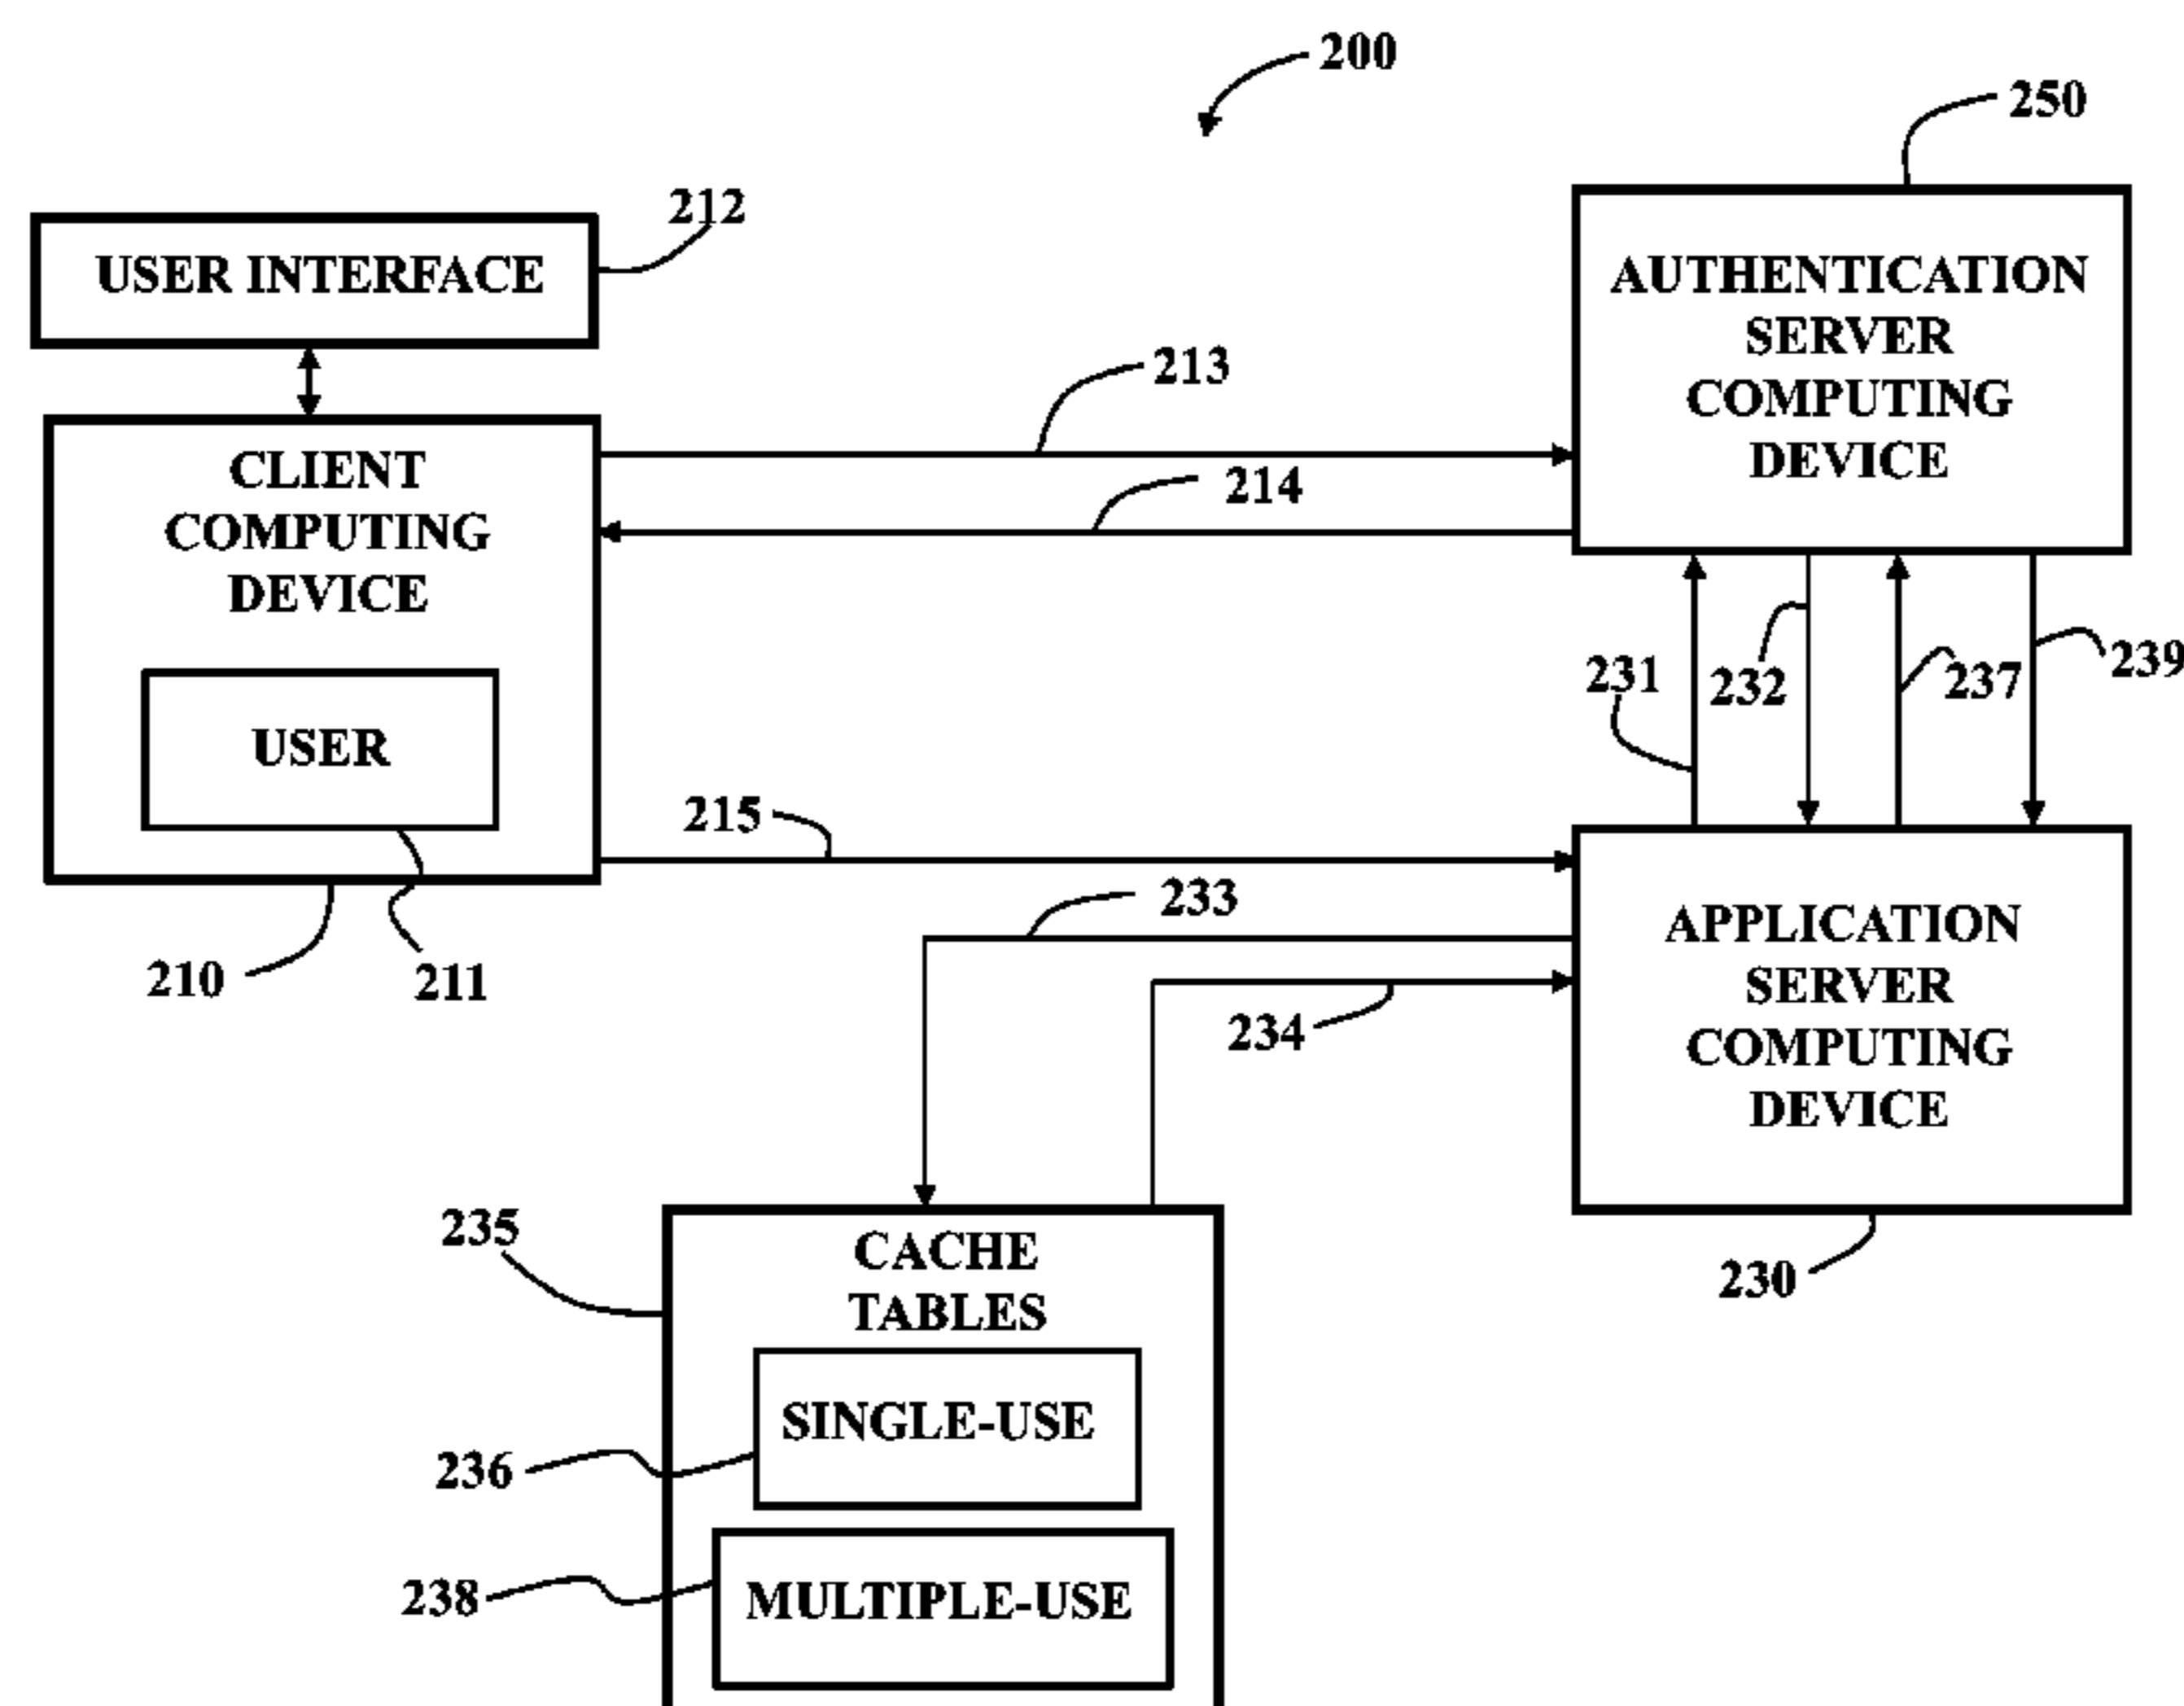 200
250
212
USER INTERFACE
AUTHENTICATION
SERVER
COMPUTING
DEVICE
213
214
CLIENT
COMPUTING
DEVICE
USER
231
232
237
239
215
233
234
210
211
APPLICATION
SERVER
COMPUTING
DEVICE
230
235
CACHE
TABLES
SINGLE-USE
236
MULTIPLE-USE
238